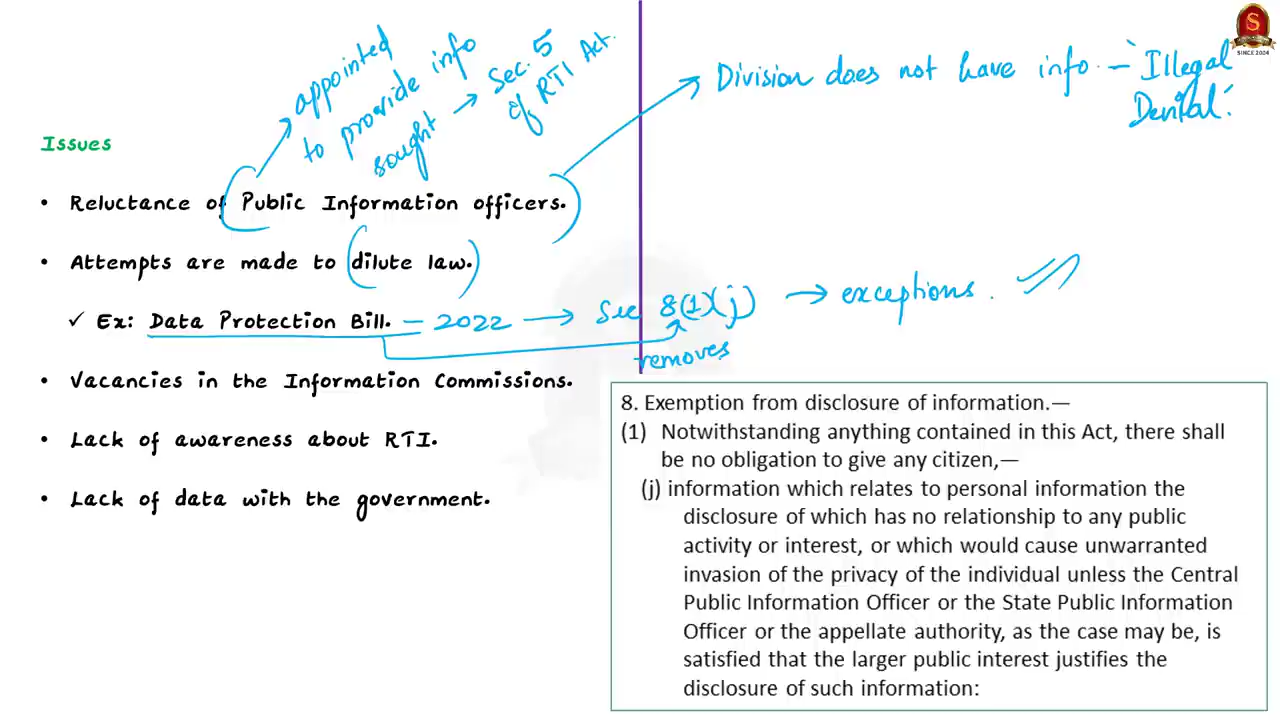 S
SINCE 2004
appointed
to provide info
sought → Sec. 5
of RTI Act.
Division does not have info. – "Illegal
Denial."
Issues
• Reluctance of Public Information officers.
• Attempts are made to dilute law.
✓ Ex: Data Protection Bill. – 2022 → Sec 8(1)(j) → exceptions.
removes
• Vacancies in the Information Commissions.
• Lack of awareness about RTI.
• Lack of data with the government.
8. Exemption from disclosure of information.—
(1) Notwithstanding anything contained in this Act, there shall
be no obligation to give any citizen,—
(j) information which relates to personal information the
disclosure of which has no relationship to any public
activity or interest, or which would cause unwarranted
invasion of the privacy of the individual unless the Central
Public Information Officer or the State Public Information
Officer or the appellate authority, as the case may be, is
satisfied that the larger public interest justifies the
disclosure of such information: